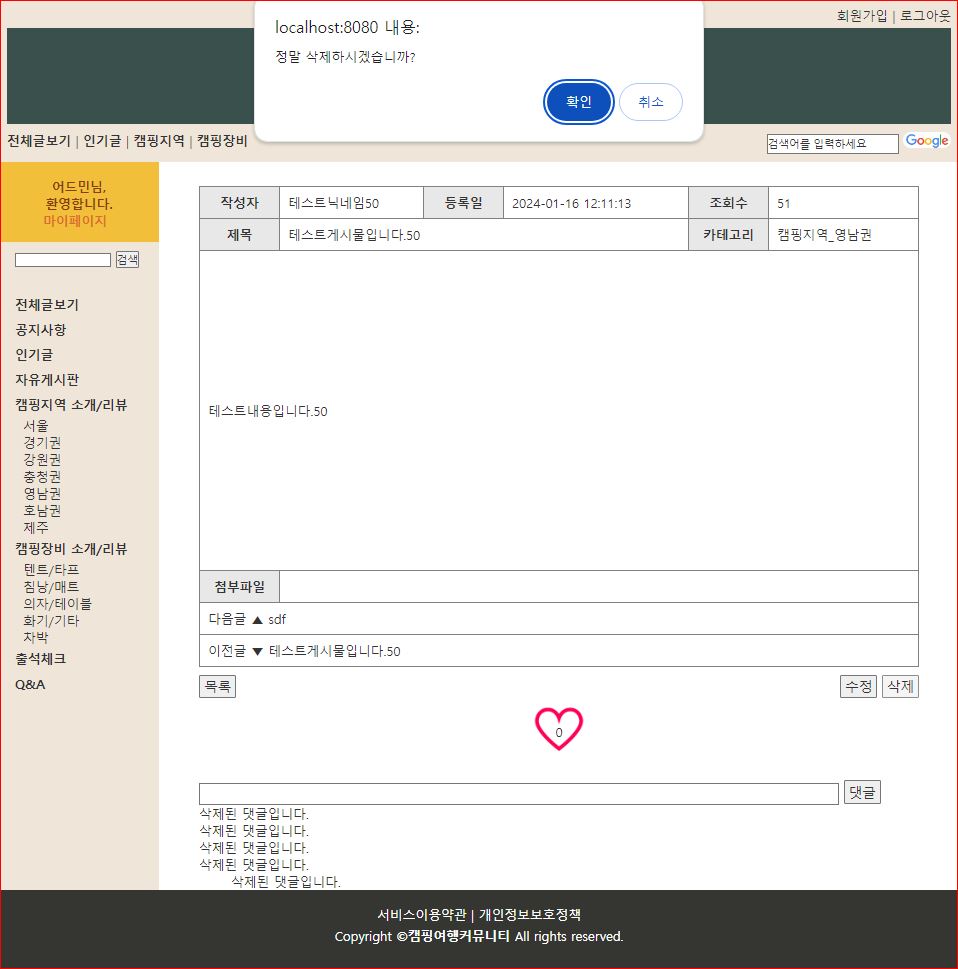 localhost:8080 내용:
정말 삭제하시겠습니까?
확인 취소
회원가입 | 로그아웃
전체글보기 | 인기글 | 캠핑지역 | 캠핑장비
검색어를 입력하세요 Google
어드민님,
환영합니다.
마이페이지
검색
전체글보기
공지사항
인기글
자유게시판
캠핑지역 소개/리뷰
서울
경기권
강원권
충청권
영남권
호남권
제주
캠핑장비 소개/리뷰
텐트/타프
침낭/매트
의자/테이블
화기/기타
차박
출석체크
Q&A
작성자 테스트닉네임50 등록일 2024-01-16 12:11:13 조회수 51
제목 테스트게시물입니다.50 카테고리 캠핑지역_영남권
테스트내용입니다.50
첨부파일
다음글 ▲ sdf
이전글 ▼ 테스트게시물입니다.50
목록 수정 삭제
0
댓글
삭제된 댓글입니다.
삭제된 댓글입니다.
삭제된 댓글입니다.
삭제된 댓글입니다.
삭제된 댓글입니다.
서비스이용약관 | 개인정보보호정책
Copyright ©캠핑여행커뮤니티 All rights reserved.